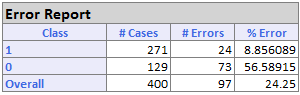 Error Report
Class # Cases # Errors % Error
1 271 24 8.856089
0 129 73 56.58915
Overall 400 97 24.25